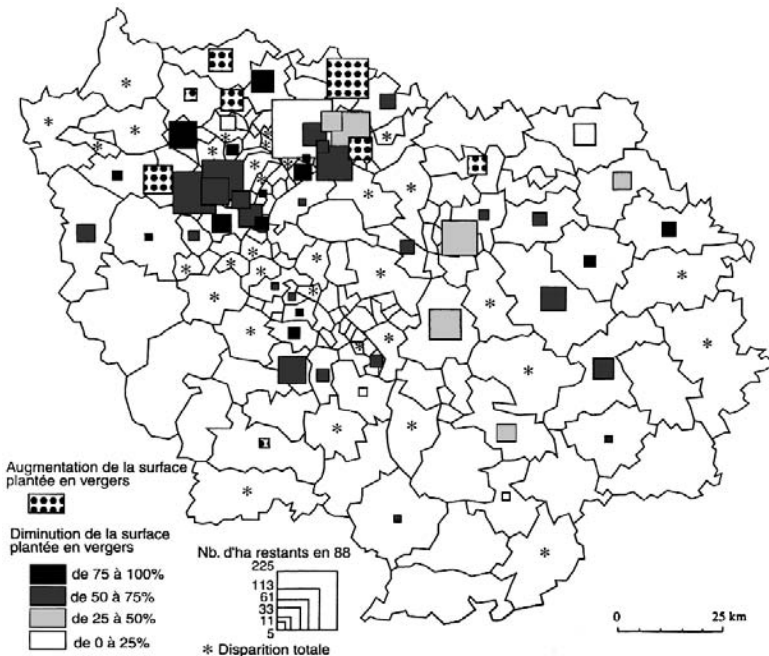 Augmentation de la surface
plantée en vergers
Diminution de la surface
plantée en vergers
de 75 à 100%
de 50 à 75%
de 25 à 50%
de 0 à 25%
Nb. d'ha restants en 88
225
113
61
33
11
5
* Disparition totale
0 25 km